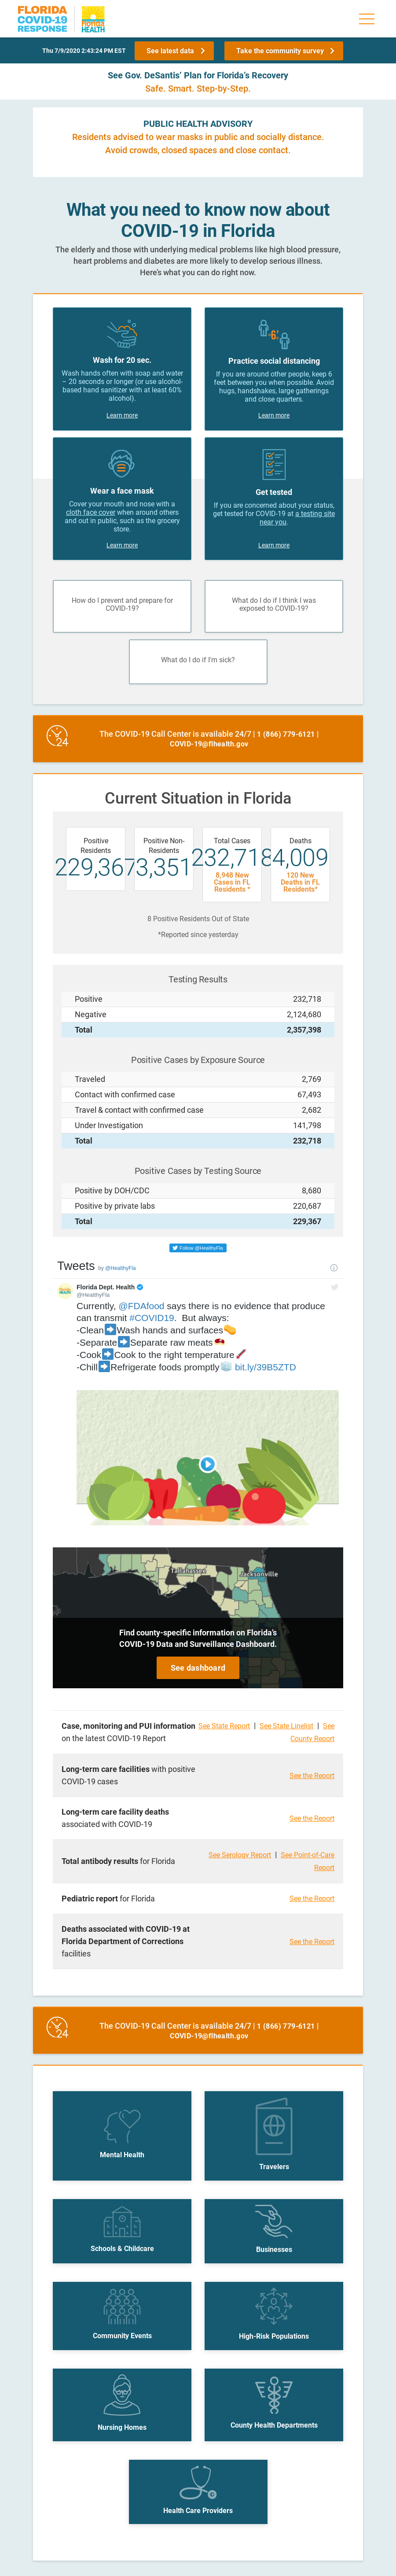 FLORIDA
COVID-19
RESPONSE
Florida
HEALTH
Thu 7/9/2020 2:43:24 PM EST
See latest data
Take the community survey
See Gov. DeSantis' Plan for Florida's Recovery
Safe. Smart. Step-by-Step.
PUBLIC HEALTH ADVISORY
Residents advised to wear masks in public and socially distance.
Avoid crowds, closed spaces and close contact.
What you need to know now about
COVID-19 in Florida
The elderly and those with underlying medical problems like high blood pressure,
heart problems and diabetes are more likely to develop serious illness.
Here's what you can do right now.
Wash for 20 sec.
Wash hands often with soap and water
– 20 seconds or longer (or use alcohol-
based hand sanitizer with at least 60%
alcohol).
Learn more
6'
Practice social distancing
If you are around other people, keep 6
feet between you when possible. Avoid
hugs, handshakes, large gatherings
and close quarters.
Learn more
Wear a face mask
Cover your mouth and nose with a
cloth face cover when around others
and out in public, such as the grocery
store.
Learn more
Get tested
If you are concerned about your status,
get tested for COVID-19 at a testing site
near you.
Learn more
How do I prevent and prepare for
COVID-19?
What do I do if I think I was
exposed to COVID-19?
What do I do if I'm sick?
24
The COVID-19 Call Center is available 24/7 | 1 (866) 779-6121 |
COVID-19@flhealth.gov
Current Situation in Florida
Positive
Residents
229,367
Positive Non-
Residents
3,351
Total Cases
232,718
8,948 New
Cases in FL
Residents *
Deaths
4,009
120 New
Deaths in FL
Residents*
8 Positive Residents Out of State
*Reported since yesterday
Testing Results
Positive 232,718
Negative 2,124,680
Total 2,357,398
Positive Cases by Exposure Source
Traveled 2,769
Contact with confirmed case 67,493
Travel & contact with confirmed case 2,682
Under Investigation 141,798
Total 232,718
Positive Cases by Testing Source
Positive by DOH/CDC 8,680
Positive by private labs 220,687
Total 229,367
Follow @HealthyFla
Tweets by @HealthyFla
Florida Dept. Health
@HealthyFla
Currently, @FDAfood says there is no evidence that produce
can transmit #COVID19. But always:
-Clean➡Wash hands and surfaces🧽
-Separate➡Separate raw meats🥩
-Cook➡Cook to the right temperature🌡
-Chill➡Refrigerate foods promptly🧊 bit.ly/39B5ZTD
Tallahassee
Jacksonville
Find county-specific information on Florida's
COVID-19 Data and Surveillance Dashboard.
See dashboard
Case, monitoring and PUI information
on the latest COVID-19 Report
See State Report | See State Linelist | See
County Report
Long-term care facilities with positive
COVID-19 cases
See the Report
Long-term care facility deaths
associated with COVID-19
See the Report
Total antibody results for Florida
See Serology Report | See Point-of-Care
Report
Pediatric report for Florida
See the Report
Deaths associated with COVID-19 at
Florida Department of Corrections
facilities
See the Report
24
The COVID-19 Call Center is available 24/7 | 1 (866) 779-6121 |
COVID-19@flhealth.gov
Mental Health
Travelers
Schools & Childcare
Businesses
Community Events
High-Risk Populations
Nursing Homes
County Health Departments
Health Care Providers